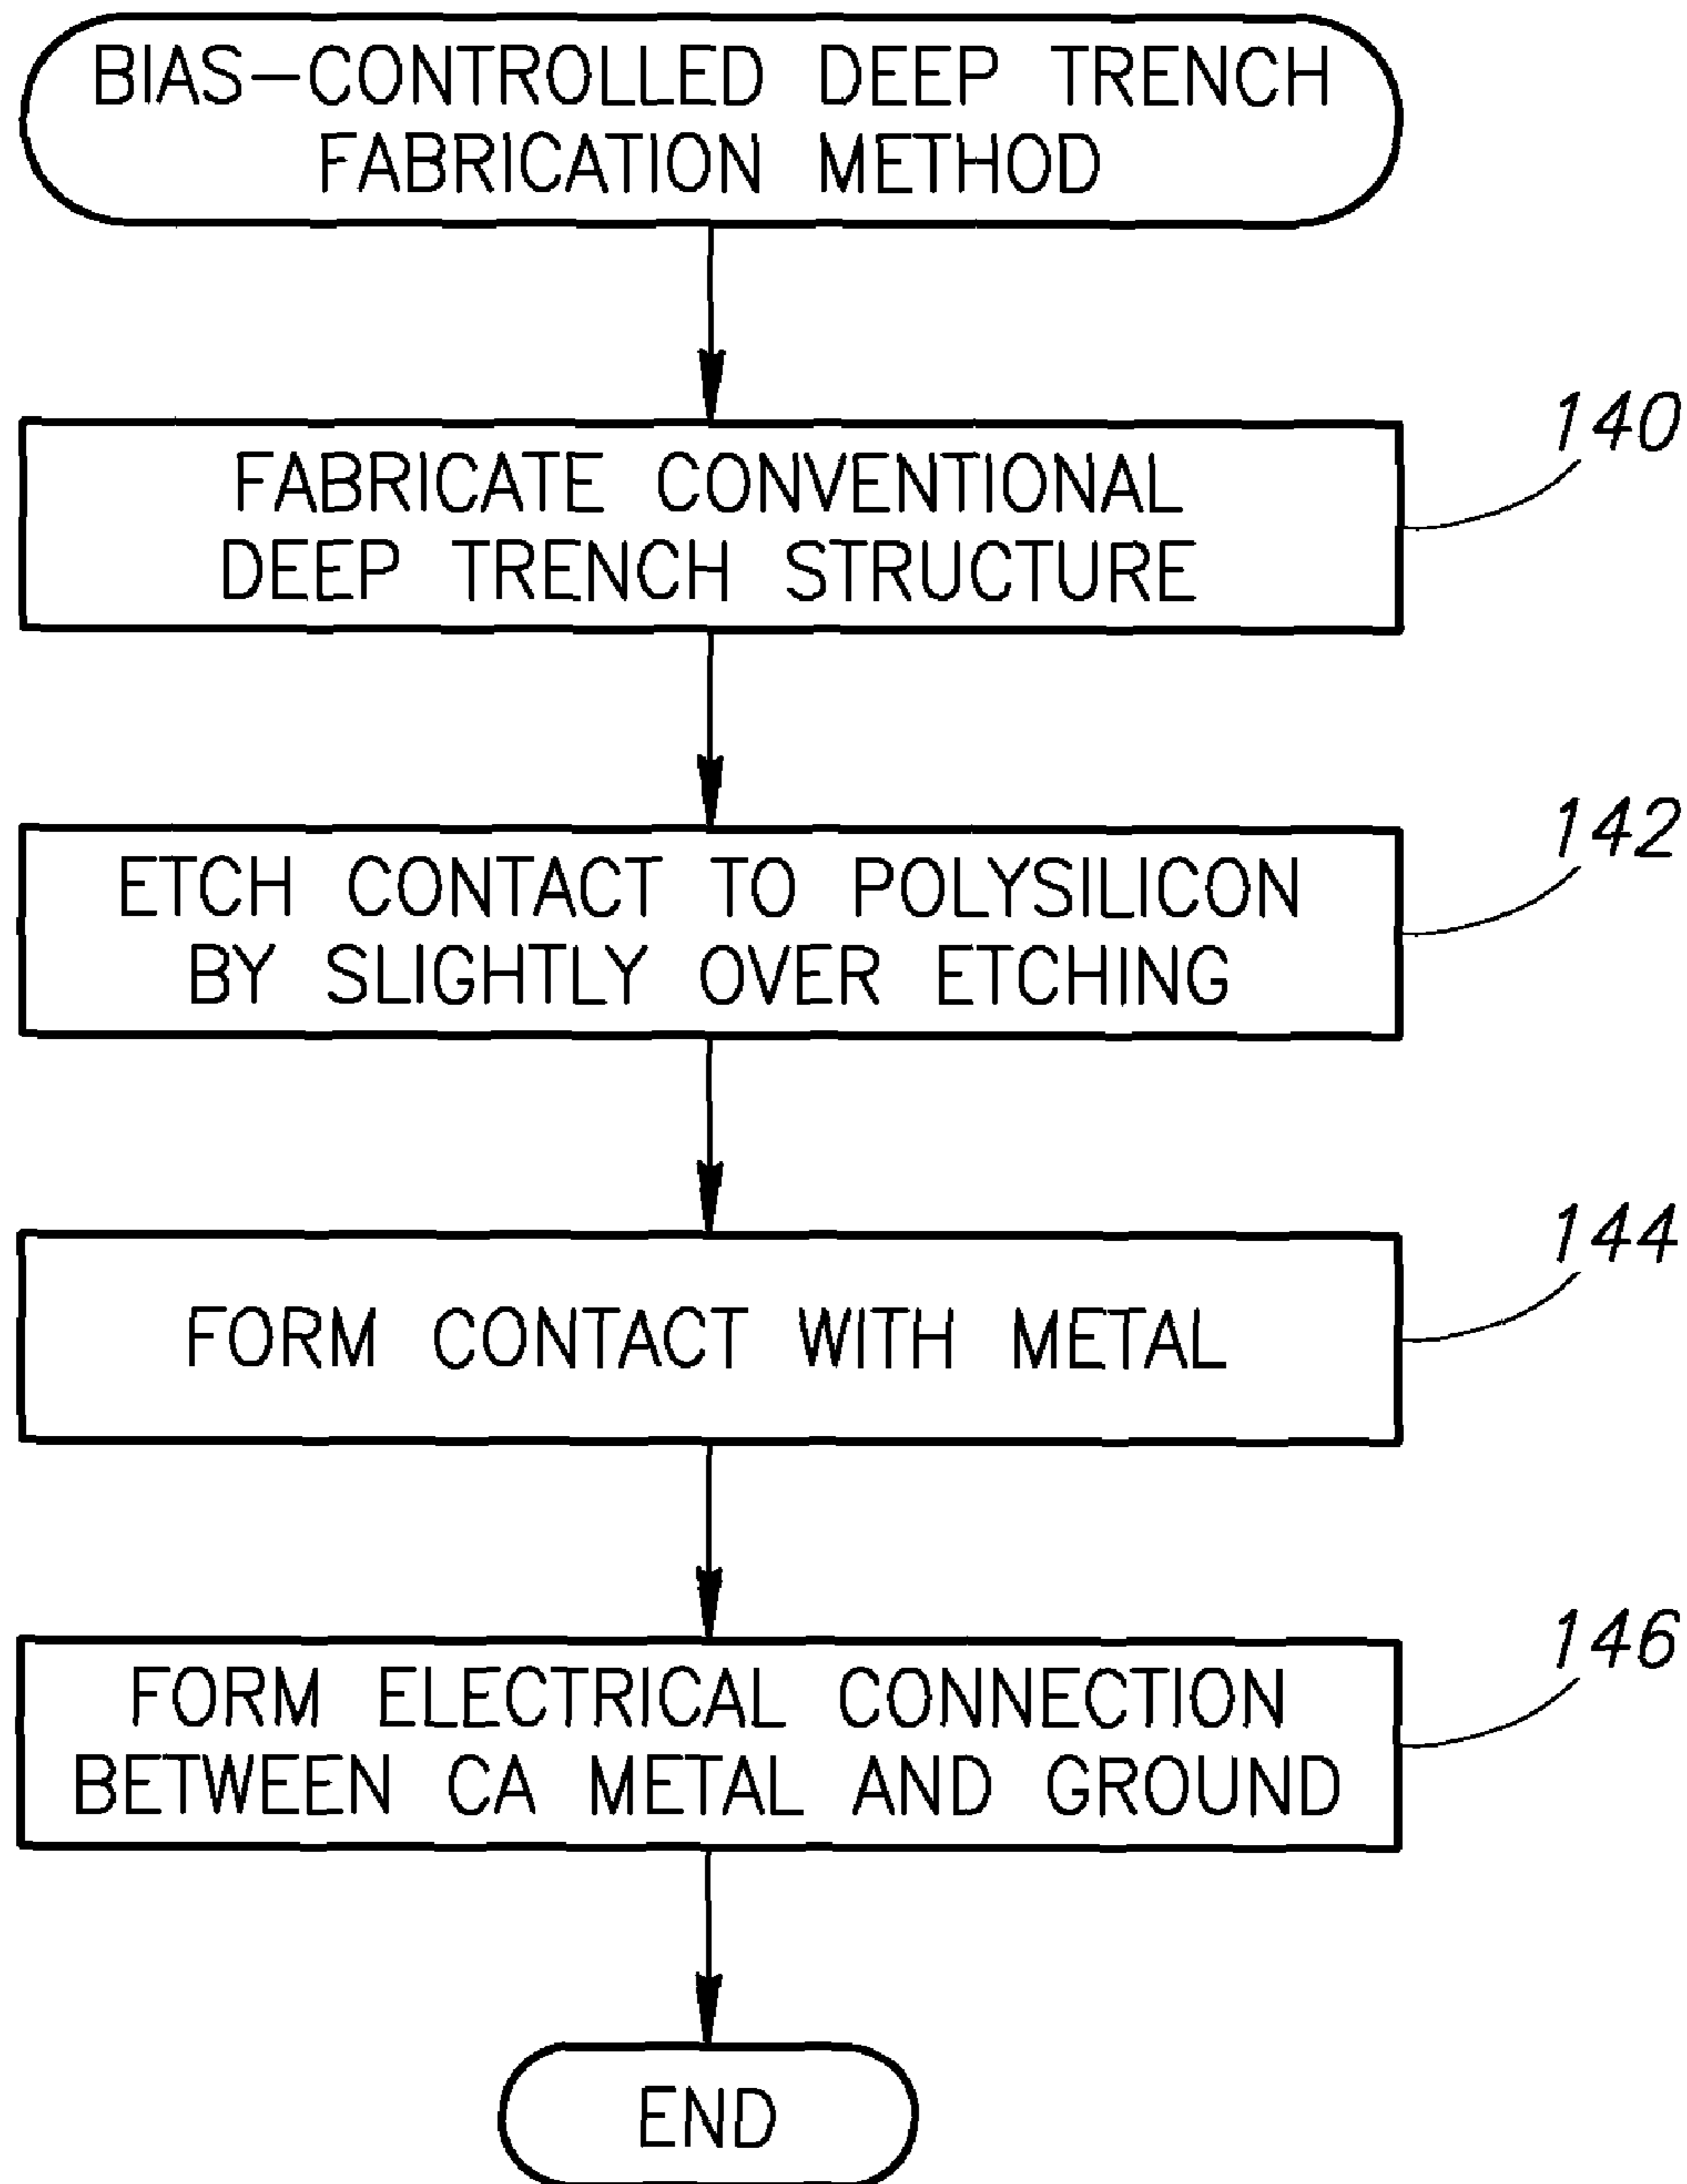 BIAS-CONTROLLED DEEP TRENCH
FABRICATION METHOD
140
FABRICATE CONVENTIONAL
DEEP TRENCH STRUCTURE
142
ETCH CONTACT TO POLYSILICON
BY SLIGHTLY OVER ETCHING
144
FORM CONTACT WITH METAL
146
FORM ELECTRICAL CONNECTION
BETWEEN CA METAL AND GROUND
END